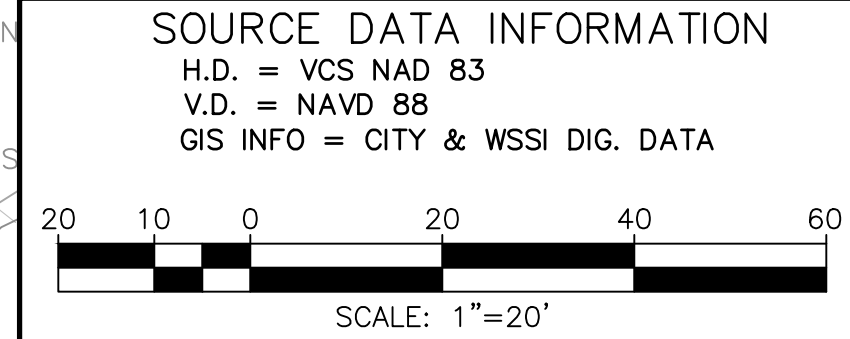 SOURCE DATA INFORMATION
H.D. = VCS NAD 83
V.D. = NAVD 88
GIS INFO = CITY & WSSI DIG. DATA
N
S
20 10 0 20 40 60
SCALE: 1"=20'